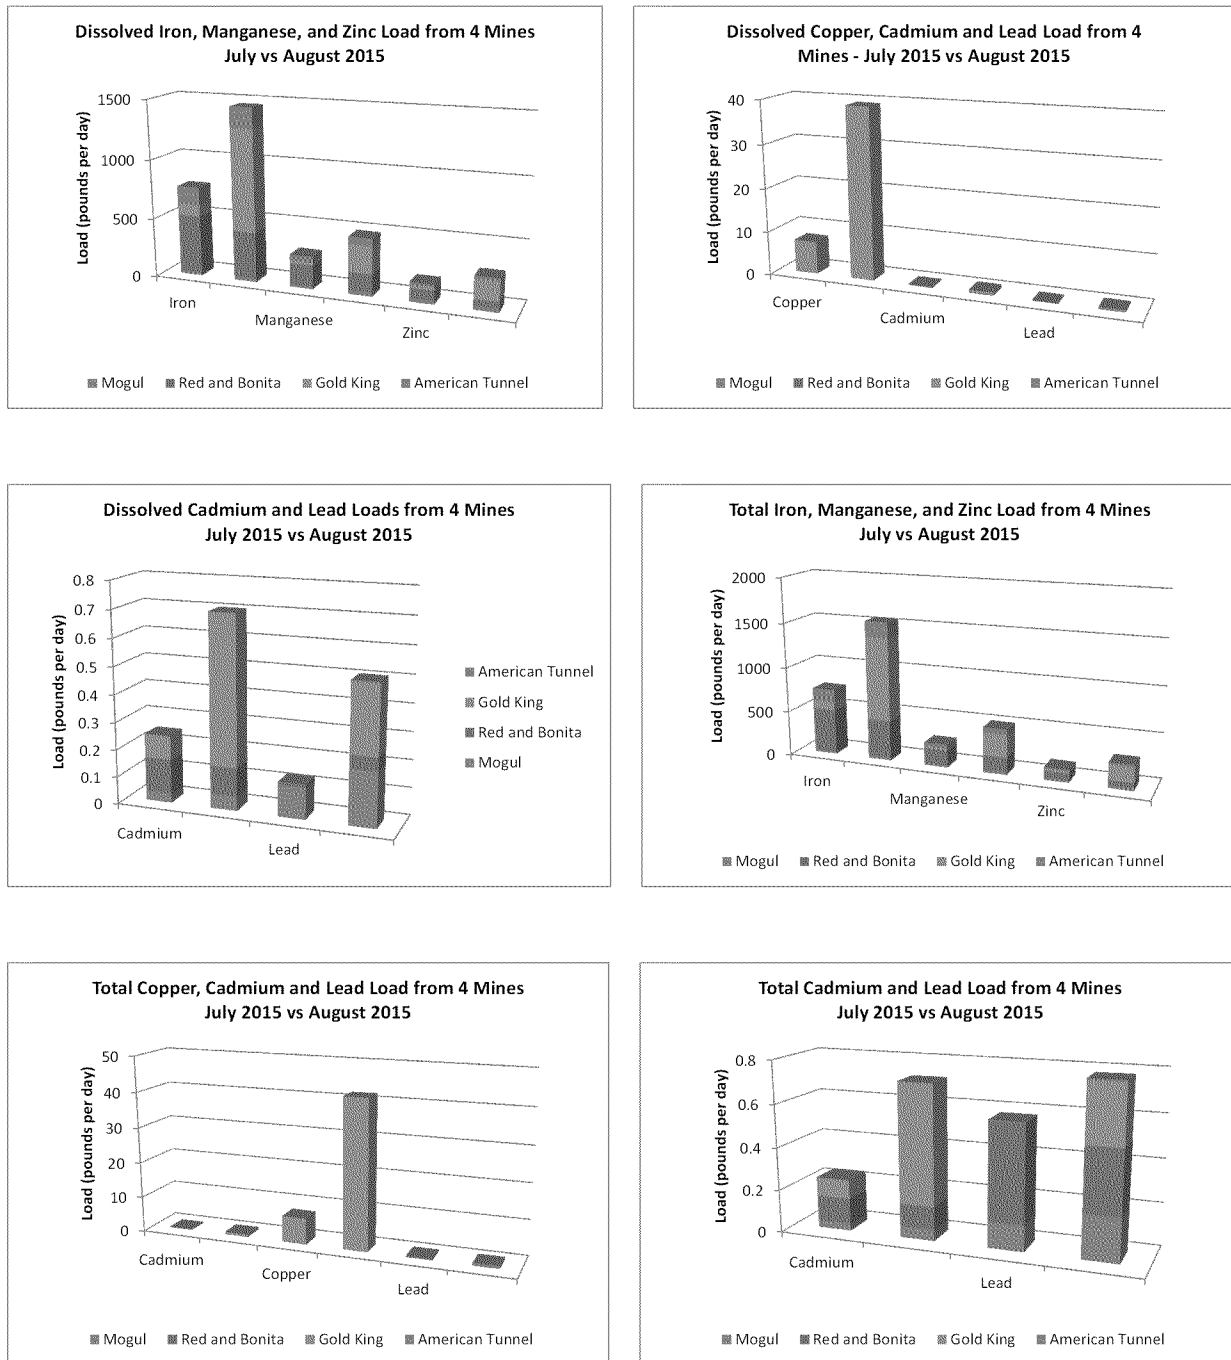 Dissolved Iron, Manganese, and Zinc Load from 4 Mines
July vs August 2015
Load (pounds per day)
1500
1000
500
0
Iron
Manganese
Zinc
Mogul Red and Bonita Gold King American Tunnel
Dissolved Copper, Cadmium and Lead Load from 4
Mines - July 2015 vs August 2015
Load (pounds per day)
40
30
20
10
0
Copper
Cadmium
Lead
Mogul Red and Bonita Gold King American Tunnel
Dissolved Cadmium and Lead Loads from 4 Mines
July 2015 vs August 2015
Load (pounds per day)
0.8
0.7
0.6
0.5
0.4
0.3
0.2
0.1
0
Cadmium
Lead
American Tunnel
Gold King
Red and Bonita
Mogul
Total Iron, Manganese, and Zinc Load from 4 Mines
July vs August 2015
Load (pounds per day)
2000
1500
1000
500
0
Iron
Manganese
Zinc
Mogul Red and Bonita Gold King American Tunnel
Total Copper, Cadmium and Lead Load from 4 Mines
July 2015 vs August 2015
Load (pounds per day)
50
40
30
20
10
0
Cadmium
Copper
Lead
Mogul Red and Bonita Gold King American Tunnel
Total Cadmium and Lead Load from 4 Mines
July 2015 vs August 2015
Load (pounds per day)
0.8
0.6
0.4
0.2
0
Cadmium
Lead
Mogul Red and Bonita Gold King American Tunnel